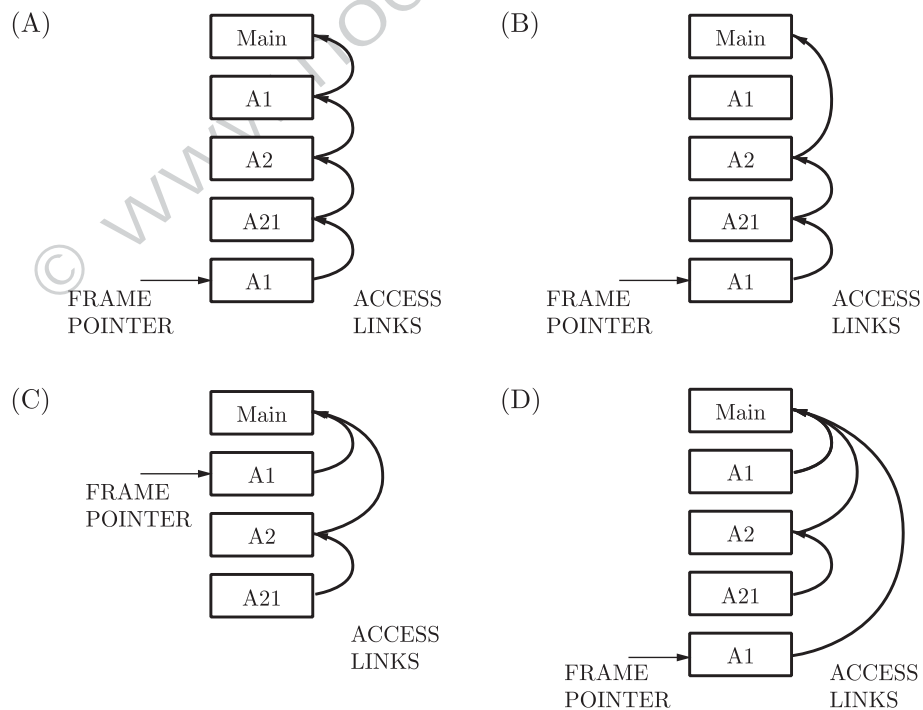 (A)
Main
A1
A2
A21
A1
FRAME
POINTER
ACCESS
LINKS
(B)
Main
A1
A2
A21
A1
FRAME
POINTER
ACCESS
LINKS
(C)
Main
A1
FRAME
POINTER
A2
A21
ACCESS
LINKS
(D)
Main
A1
A2
A21
A1
FRAME
POINTER
ACCESS
LINKS
© www.